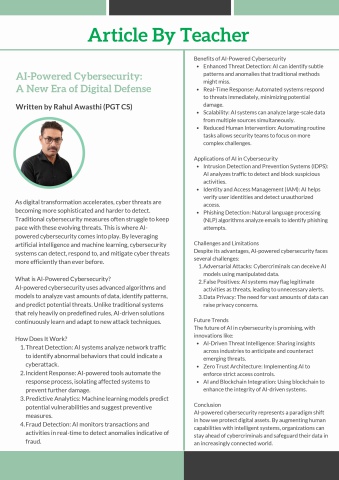 Article By Teacher
AI-Powered Cybersecurity:
A New Era of Digital Defense
Written by Rahul Awasthi (PGT CS)
As digital transformation accelerates, cyber threats are
becoming more sophisticated and harder to detect.
Traditional cybersecurity measures often struggle to keep
pace with these evolving threats. This is where AI-
powered cybersecurity comes into play. By leveraging
artificial intelligence and machine learning, cybersecurity
systems can detect, respond to, and mitigate cyber threats
more efficiently than ever before.
What is AI-Powered Cybersecurity?
AI-powered cybersecurity uses advanced algorithms and
models to analyze vast amounts of data, identify patterns,
and predict potential threats. Unlike traditional systems
that rely heavily on predefined rules, AI-driven solutions
continuously learn and adapt to new attack techniques.
How Does It Work?
1. Threat Detection: AI systems analyze network traffic
to identify abnormal behaviors that could indicate a
cyberattack.
2. Incident Response: AI-powered tools automate the
response process, isolating affected systems to
prevent further damage.
3. Predictive Analytics: Machine learning models predict
potential vulnerabilities and suggest preventive
measures.
4. Fraud Detection: AI monitors transactions and
activities in real-time to detect anomalies indicative of
fraud.
Benefits of AI-Powered Cybersecurity
• Enhanced Threat Detection: AI can identify subtle
patterns and anomalies that traditional methods
might miss.
• Real-Time Response: Automated systems respond
to threats immediately, minimizing potential
damage.
• Scalability: AI systems can analyze large-scale data
from multiple sources simultaneously.
• Reduced Human Intervention: Automating routine
tasks allows security teams to focus on more
complex challenges.
Applications of AI in Cybersecurity
• Intrusion Detection and Prevention Systems (IDPS):
AI analyzes traffic to detect and block suspicious
activities.
• Identity and Access Management (IAM): AI helps
verify user identities and detect unauthorized
access.
• Phishing Detection: Natural language processing
(NLP) algorithms analyze emails to identify phishing
attempts.
Challenges and Limitations
Despite its advantages, AI-powered cybersecurity faces
several challenges:
1. Adversarial Attacks: Cybercriminals can deceive AI
models using manipulated data.
2. False Positives: AI systems may flag legitimate
activities as threats, leading to unnecessary alerts.
3. Data Privacy: The need for vast amounts of data can
raise privacy concerns.
Future Trends
The future of AI in cybersecurity is promising, with
innovations like:
• AI-Driven Threat Intelligence: Sharing insights
across industries to anticipate and counteract
emerging threats.
• Zero Trust Architecture: Implementing AI to
enforce strict access controls.
• AI and Blockchain Integration: Using blockchain to
enhance the integrity of AI-driven systems.
Conclusion
AI-powered cybersecurity represents a paradigm shift
in how we protect digital assets. By augmenting human
capabilities with intelligent systems, organizations can
stay ahead of cybercriminals and safeguard their data in
an increasingly connected world.